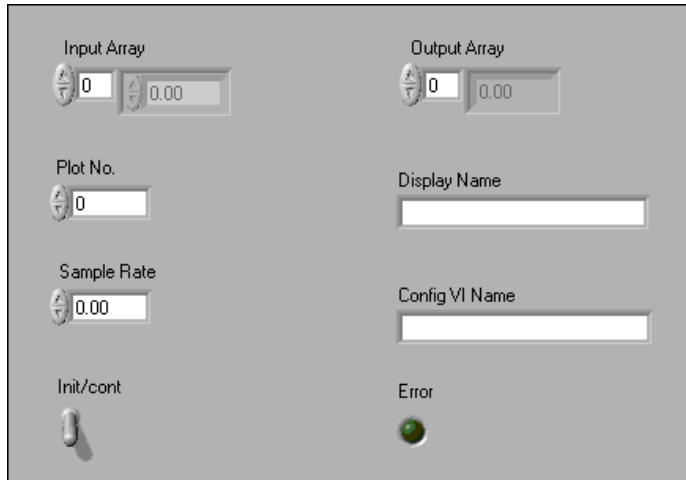 Input Array
0
0.00
Output Array
0
0.00
Plot No.
0
Display Name
Sample Rate
0.00
Config VI Name
Init/cont
Error